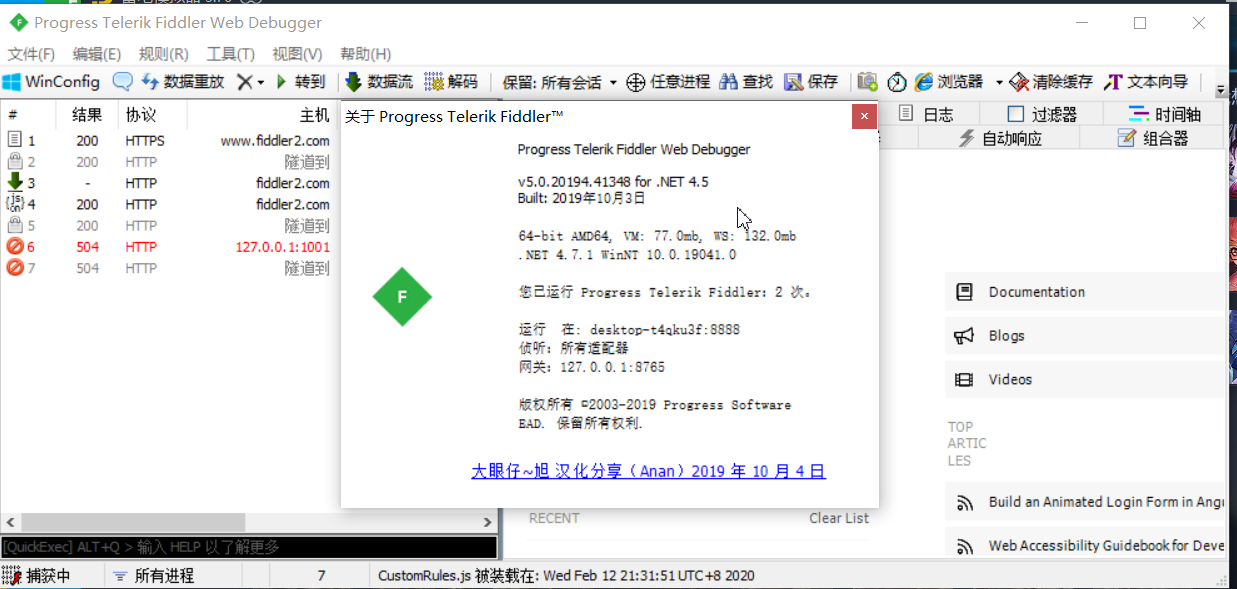 Progress Telerik Fiddler Web Debugger
文件(F) 编辑(E) 规则(R) 工具(T) 视图(V) 帮助(H)
WinConfig 数据重放 转到 数据流 解码 保留: 所有会话 任意进程 查找 保存 浏览器 清除缓存 文本向导
# 结果 协议 主机
1 200 HTTPS www.fiddler2.com
2 200 HTTP 隧道到
3 - HTTP fiddler2.com
4 200 HTTP fiddler2.com
5 200 HTTP 隧道到
6 504 HTTP 127.0.0.1:1001
7 504 HTTP 隧道到
日志 过滤器 时间轴
自动响应 组合器
关于 Progress Telerik Fiddler™
Progress Telerik Fiddler Web Debugger
v5.0.20194.41348 for .NET 4.5
Built: 2019年10月3日
64-bit AMD64, VM: 77.0mb, WS: 132.0mb
.NET 4.7.1 WinNT 10.0.19041.0
F
您已运行 Progress Telerik Fiddler: 2 次。
运行 在: desktop-t4qku3f:8888
侦听: 所有适配器
网关: 127.0.0.1:8765
版权所有 ©2003-2019 Progress Software
EAD. 保留所有权利.
大眼仔~旭 汉化分享（Anan）2019 年 10 月 4 日
Documentation
Blogs
Videos
TOP
ARTIC
LES
Build an Animated Login Form in Angu
Web Accessibility Guidebook for Deve
RECENT Clear List
[QuickExec] ALT+Q > 输入 HELP 以了解更多
捕获中 所有进程 7 CustomRules.js 被装载在: Wed Feb 12 21:31:51 UTC+8 2020